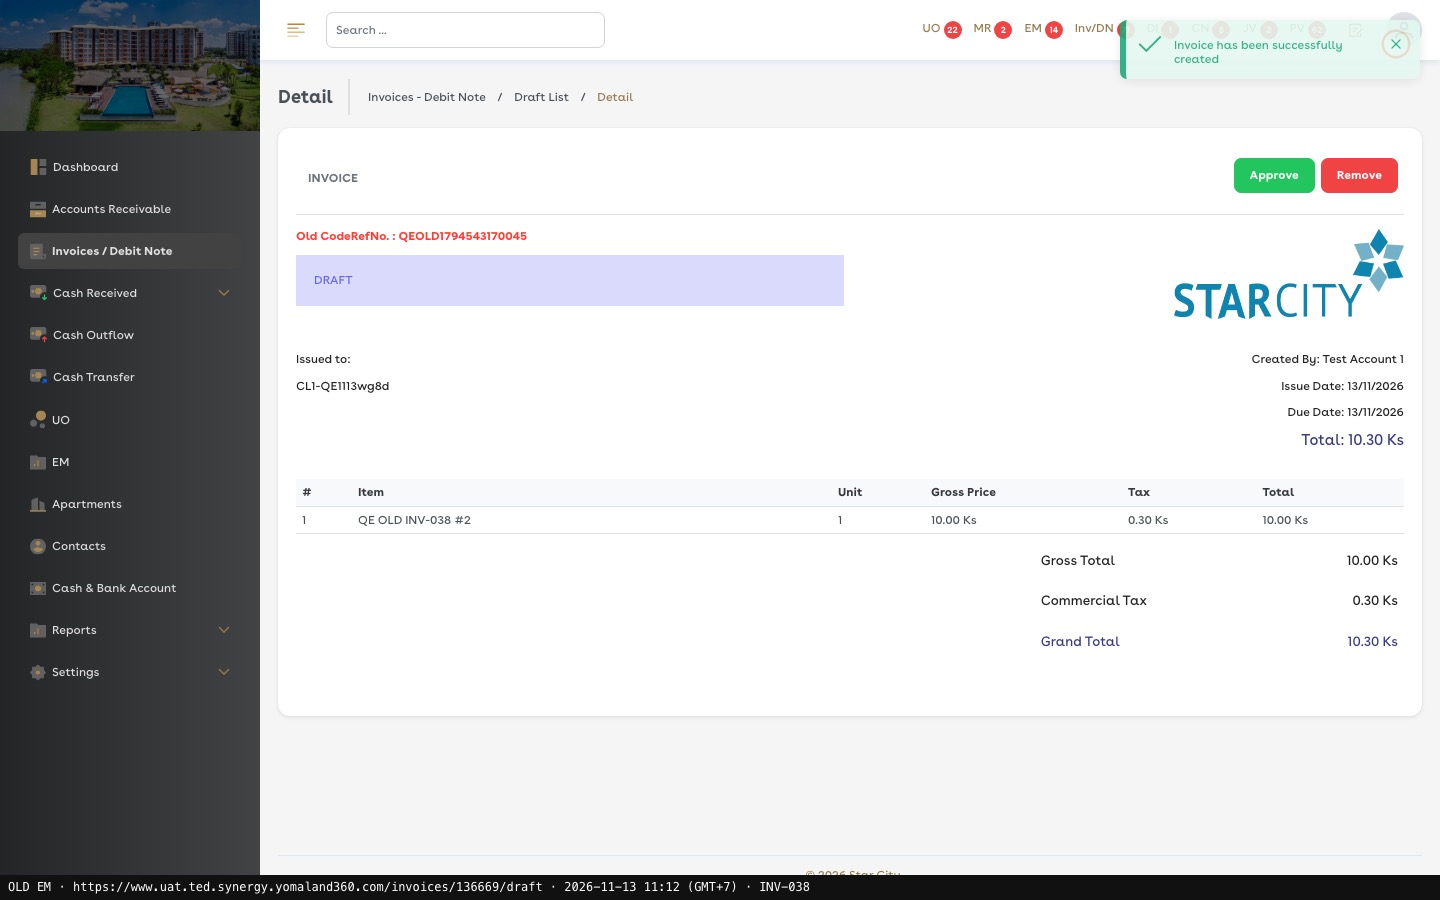 Search ...
UO 22 MR 2 EM 14 Inv/DN
Invoice has been successfully
created
Detail
Invoices - Debit Note / Draft List / Detail
Dashboard
Accounts Receivable
Invoices / Debit Note
Cash Received
Cash Outflow
Cash Transfer
UO
EM
Apartments
Contacts
Cash & Bank Account
Reports
Settings
INVOICE
Approve
Remove
Old CodeRefNo. : QEOLD1794543170045
DRAFT
STARCITY
Issued to:
CL1-QE1113wg8d
Created By: Test Account 1
Issue Date: 13/11/2026
Due Date: 13/11/2026
Total: 10.30 Ks
# Item Unit Gross Price Tax Total
1 QE OLD INV-038 #2 1 10.00 Ks 0.30 Ks 10.00 Ks
Gross Total 10.00 Ks
Commercial Tax 0.30 Ks
Grand Total 10.30 Ks
© 2026 Star City
OLD EM · https://www.uat.ted.synergy.yomaland360.com/invoices/136669/draft · 2026-11-13 11:12 (GMT+7) · INV-038